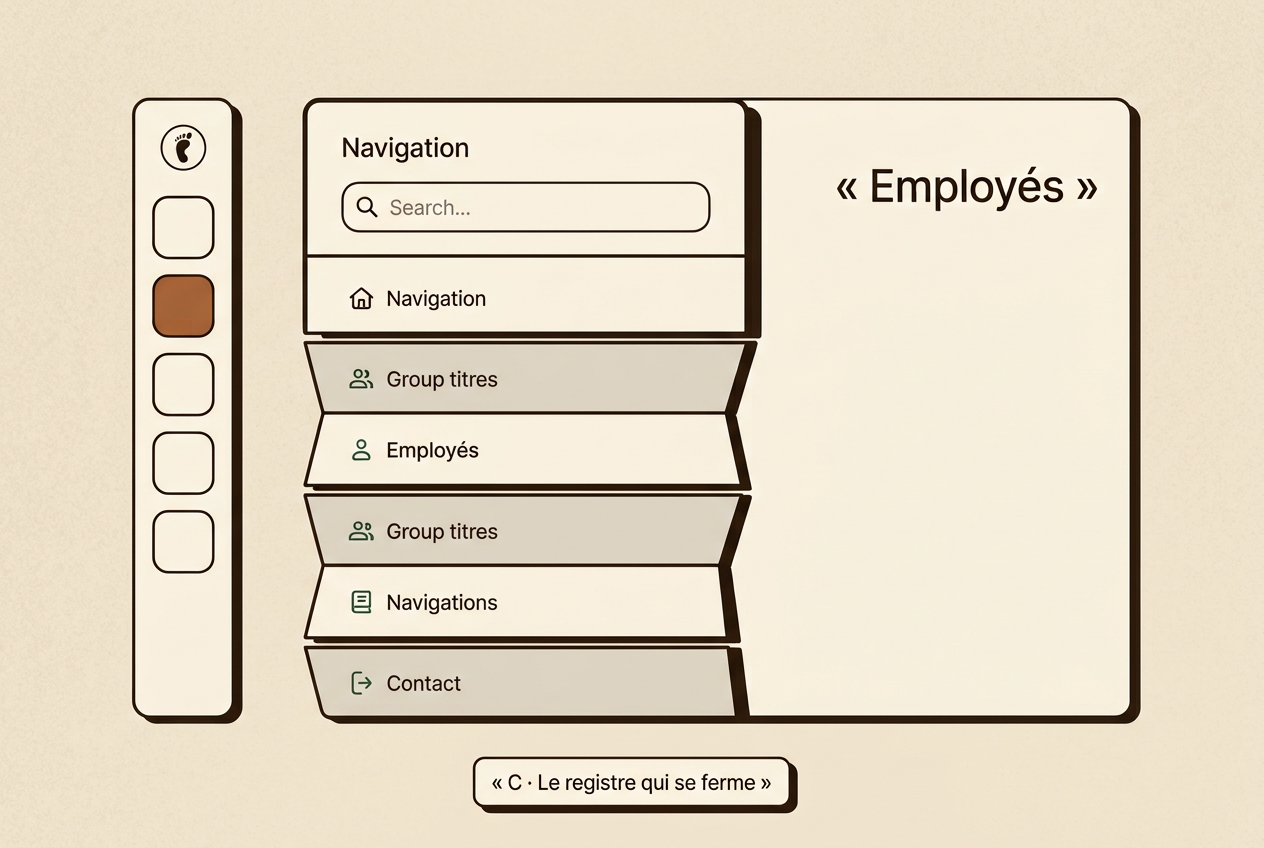 Navigation
« Employés »
Search...
Navigation
Group titres
Employés
Group titres
Navigations
Contact
« C · Le registre qui se ferme »